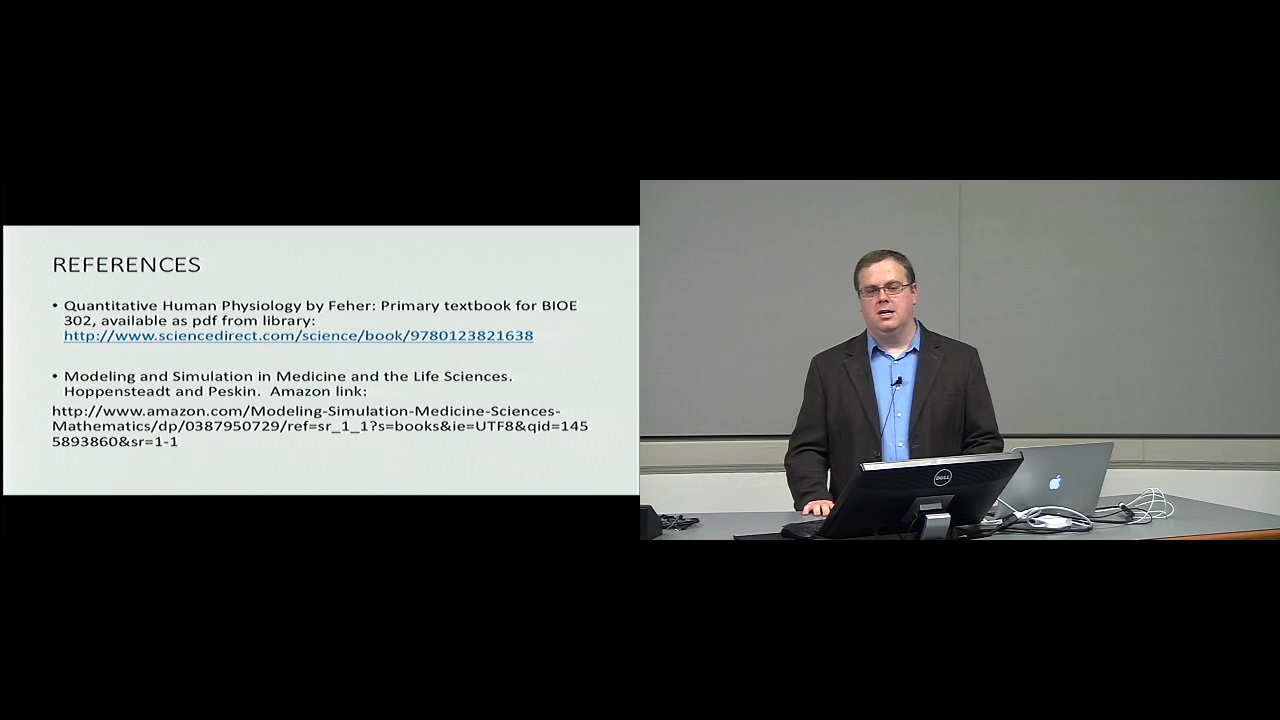 REFERENCES
• Quantitative Human Physiology by Feher: Primary textbook for BIOE
302, available as pdf from library:
http://www.sciencedirect.com/science/book/9780123821638
• Modeling and Simulation in Medicine and the Life Sciences.
Hoppensteadt and Peskin.  Amazon link:
http://www.amazon.com/Modeling-Simulation-Medicine-Sciences-
Mathematics/dp/0387950729/ref=sr_1_1?s=books&ie=UTF8&qid=145
5893860&sr=1-1
DELL